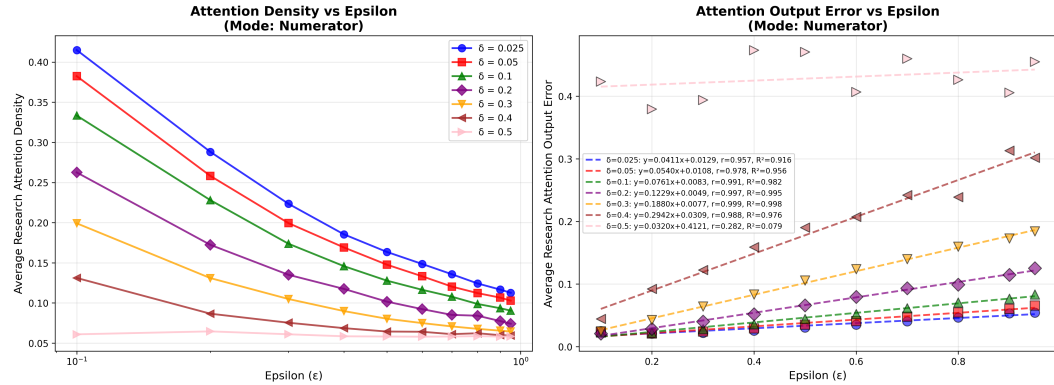 Attention Density vs Epsilon
(Mode: Numerator)
Average Research Attention Density
0.40
0.35
0.30
0.25
0.20
0.15
0.10
0.05
δ = 0.025
δ = 0.05
δ = 0.1
δ = 0.2
δ = 0.3
δ = 0.4
δ = 0.5
10⁻¹
10⁰
Epsilon (ε)
Attention Output Error vs Epsilon
(Mode: Numerator)
Average Research Attention Output Error
0.4
0.3
0.2
0.1
0.0
δ=0.025: y=0.0411x+0.0129, r=0.957, R²=0.916
δ=0.05: y=0.0540x+0.0108, r=0.978, R²=0.956
δ=0.1: y=0.0761x+0.0083, r=0.991, R²=0.982
δ=0.2: y=0.1229x+0.0049, r=0.997, R²=0.995
δ=0.3: y=0.1880x+0.0077, r=0.999, R²=0.998
δ=0.4: y=0.2942x+0.0309, r=0.988, R²=0.976
δ=0.5: y=0.0320x+0.4121, r=0.282, R²=0.079
0.2
0.4
0.6
0.8
Epsilon (ε)